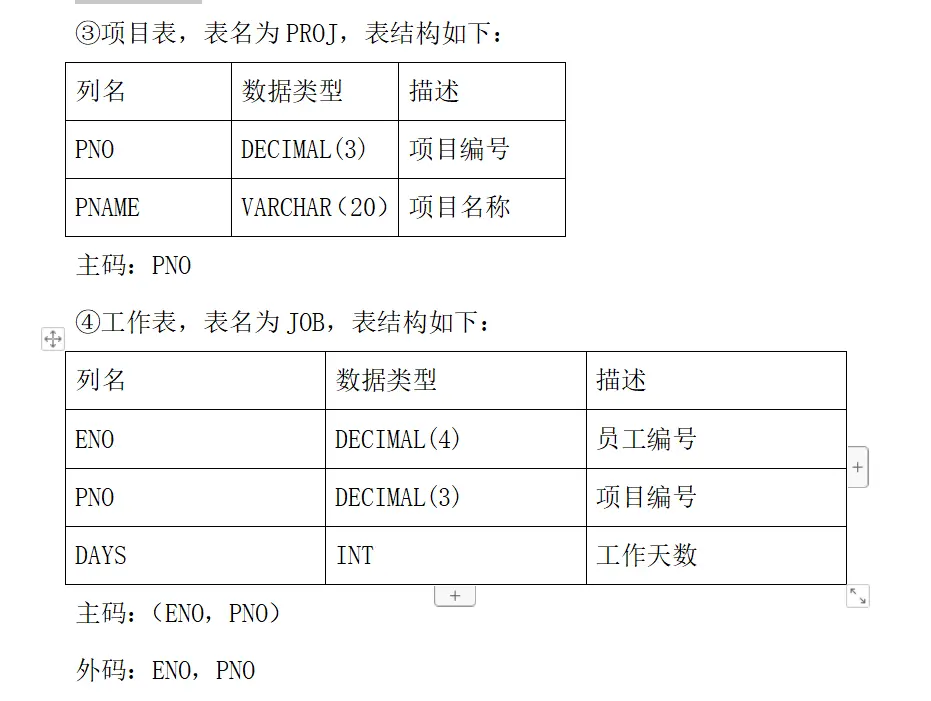 ③项目表，表名为 PROJ，表结构如下：
列名 数据类型 描述
PNO DECIMAL(3) 项目编号
PNAME VARCHAR（20） 项目名称
主码：PNO
④工作表，表名为 JOB，表结构如下：
列名 数据类型 描述
ENO DECIMAL(4) 员工编号
PNO DECIMAL(3) 项目编号
DAYS INT 工作天数
主码：（ENO，PNO）
外码：ENO，PNO